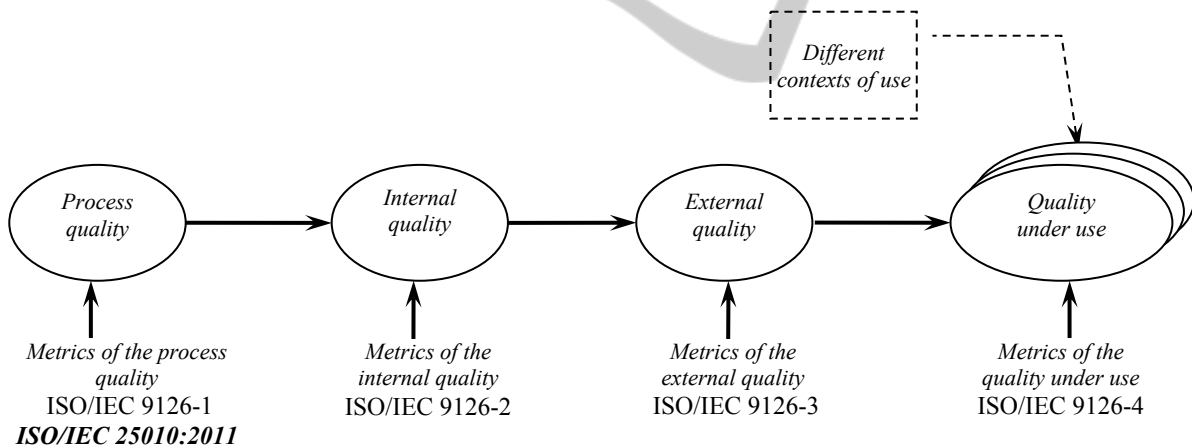 Different
contexts of use
Process
quality
Internal
quality
External
quality
Quality
under use
Metrics of the process
quality
ISO/IEC 9126-1
ISO/IEC 25010:2011
Metrics of the
internal quality
ISO/IEC 9126-2
Metrics of the
external quality
ISO/IEC 9126-3
Metrics of the
quality under use
ISO/IEC 9126-4